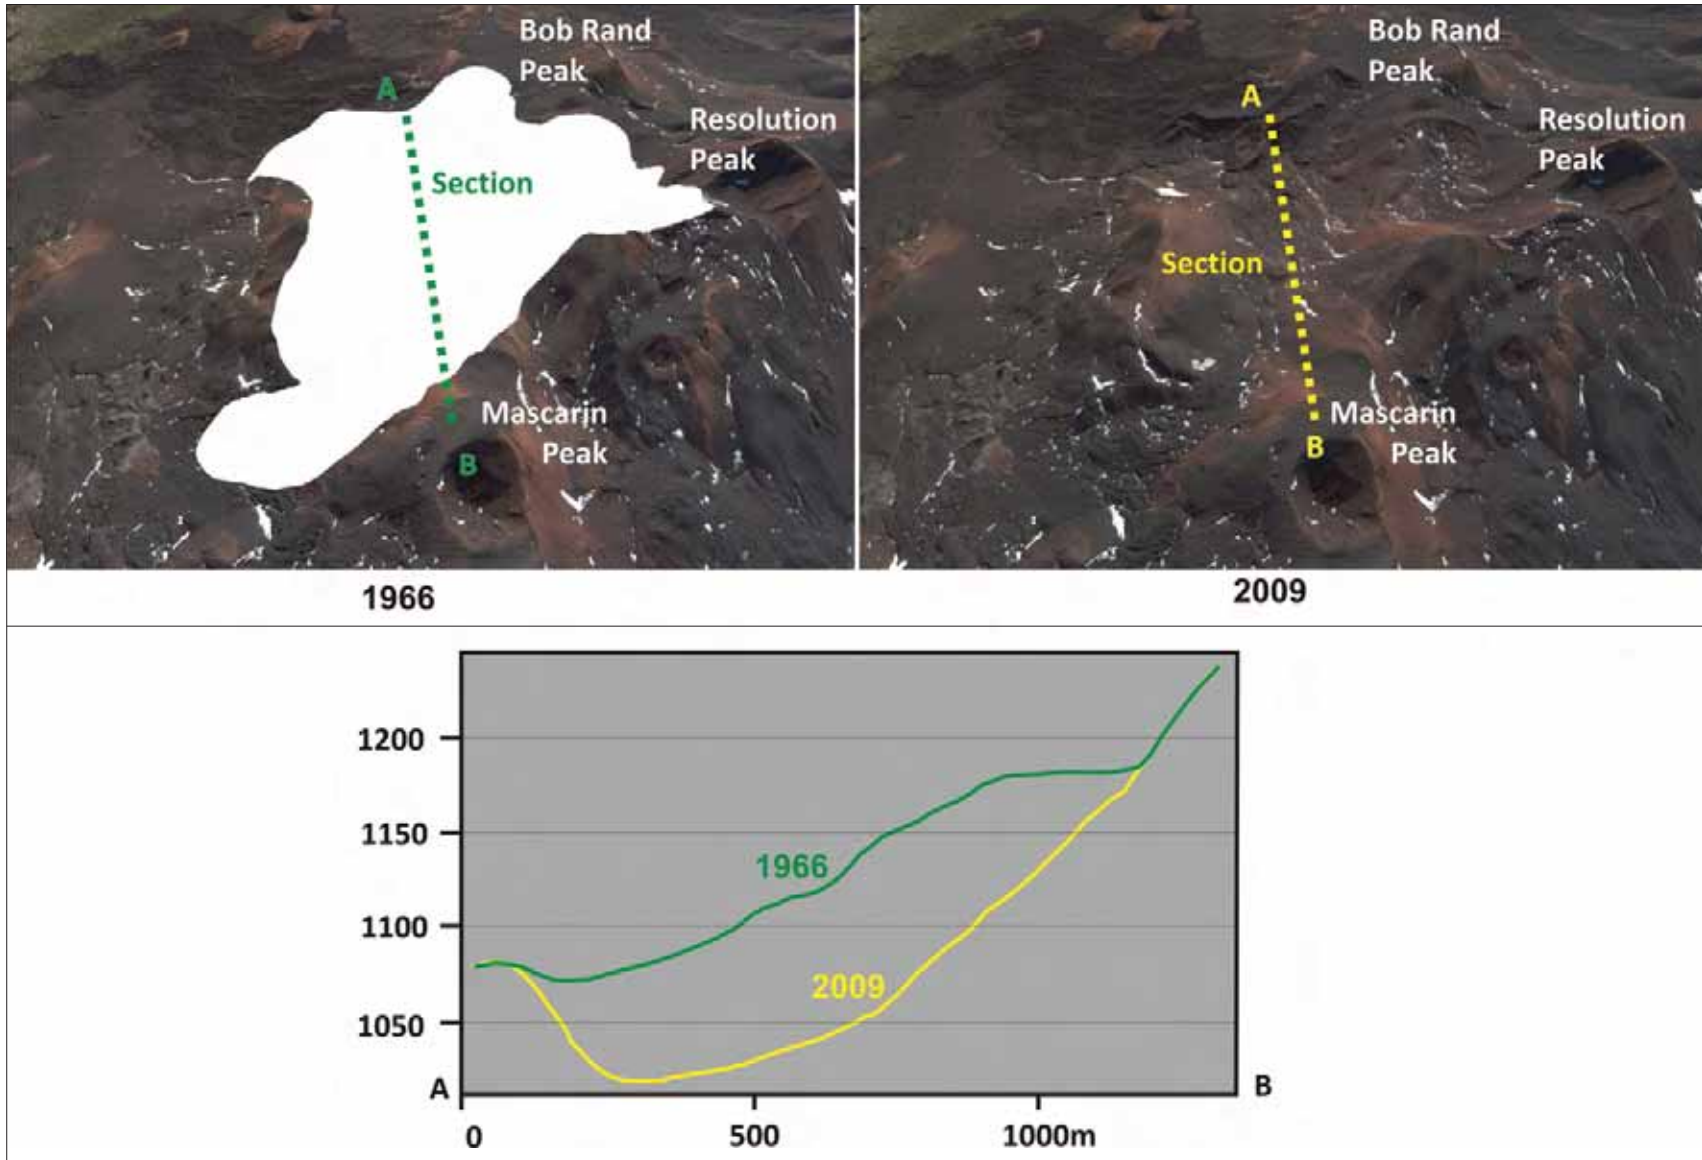 Bob Rand
Peak
A
Resolution
Peak
Section
Mascarin
Peak
B
1966
Bob Rand
Peak
A
Resolution
Peak
Section
Mascarin
Peak
B
2009
1200
1150
1100
1050
1966
2009
A
B
0
500
1000m